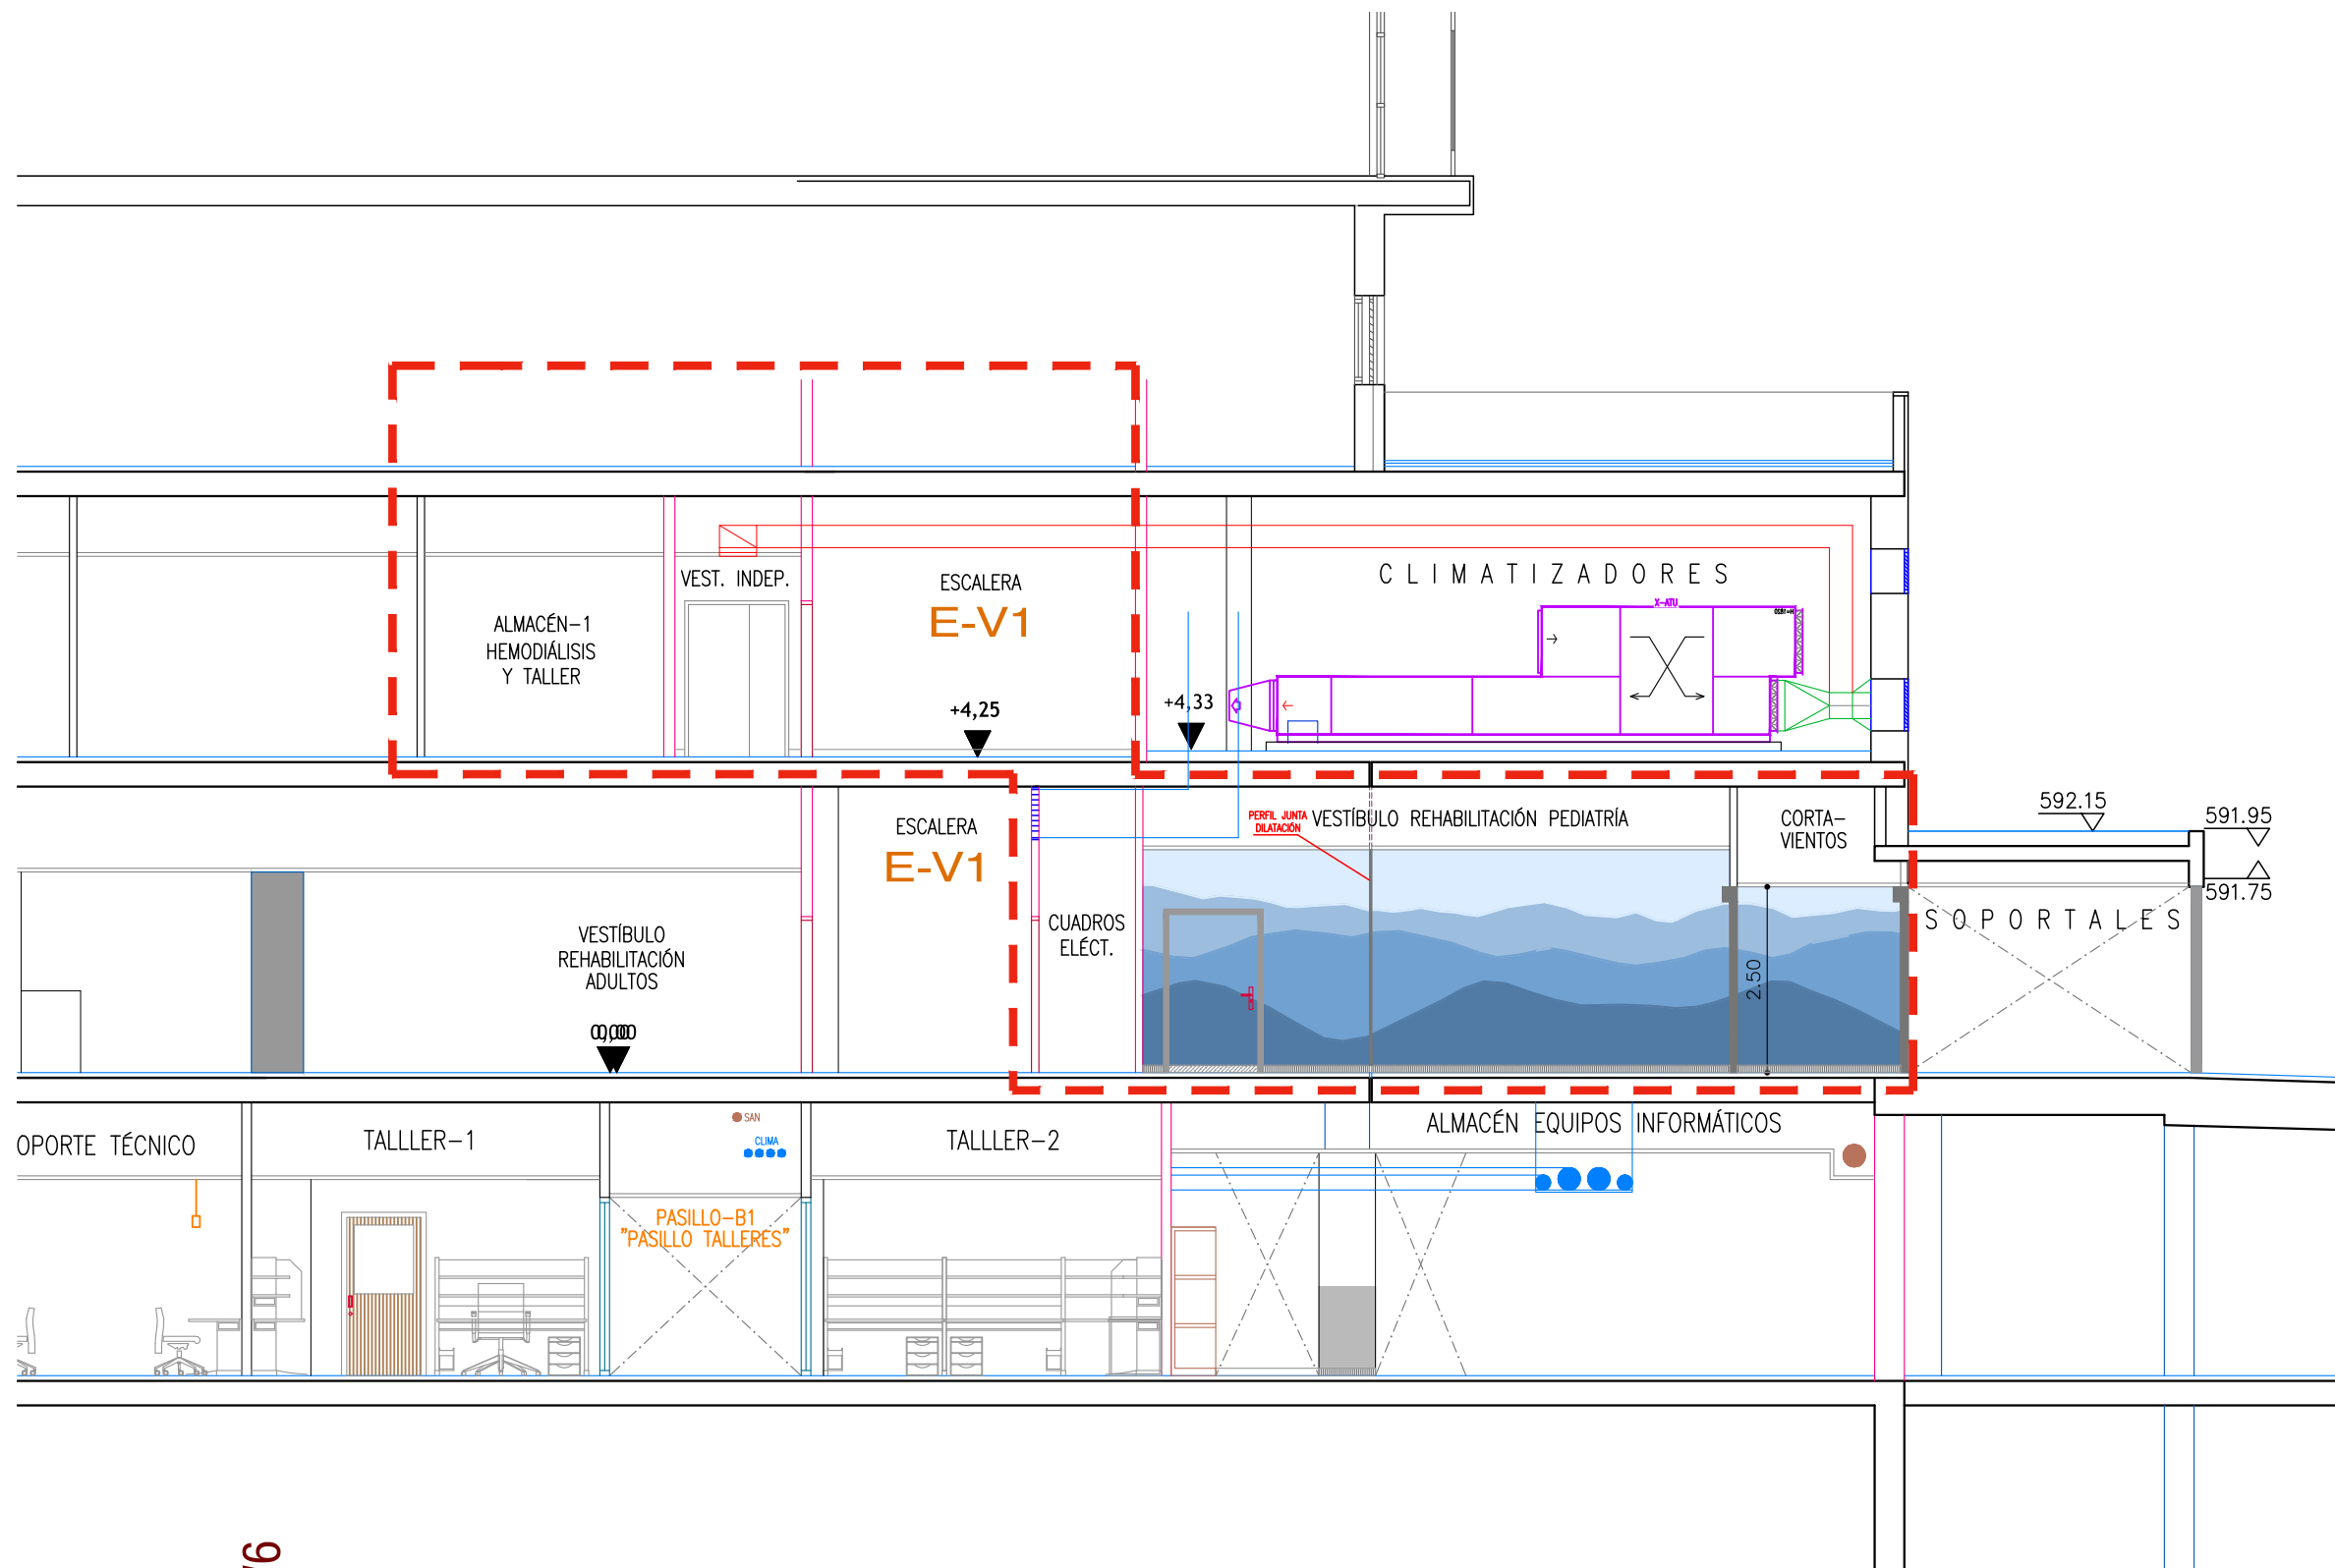 CLIMATIZADORES
X-ATU
VEST. INDEP.
ESCALERA
E-V1
ALMACÉN-1
HEMODIÁLISIS
Y TALLER
+4,25
+4,33
PERFIL JUNTA
DILATACIÓN
VESTÍBULO REHABILITACIÓN PEDIATRÍA
CORTA-
VIENTOS
592.15
591.95
591.75
ESCALERA
E-V1
CUADROS
ELÉCT.
SOPORTALES
VESTÍBULO
REHABILITACIÓN
ADULTOS
2.50
SAN
CLIMA
OPORTE TÉCNICO
TALLLER-1
TALLLER-2
ALMACÉN EQUIPOS INFORMÁTICOS
PASILLO-B1
"PASILLO TALLERES"